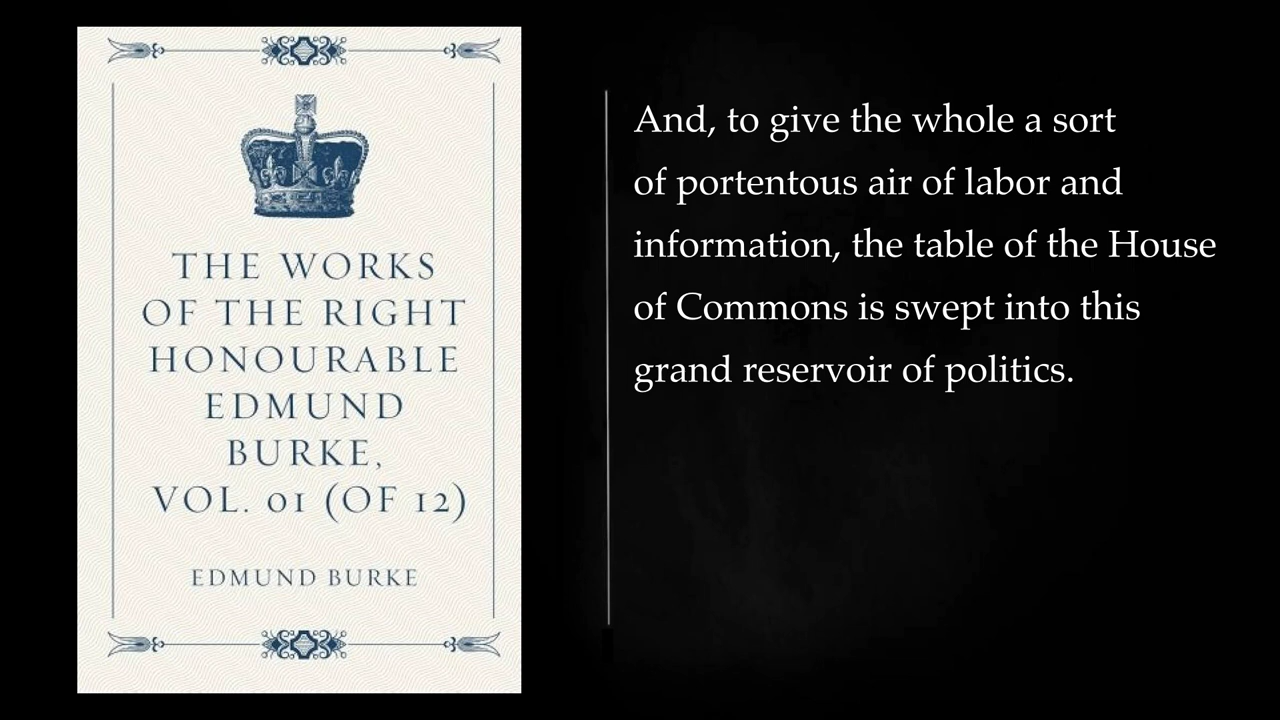 THE WORKS
OF THE RIGHT
HONOURABLE
EDMUND
BURKE,
VOL. 01 (OF 12)
EDMUND BURKE
And, to give the whole a sort
of portentous air of labor and
information, the table of the House
of Commons is swept into this
grand reservoir of politics.